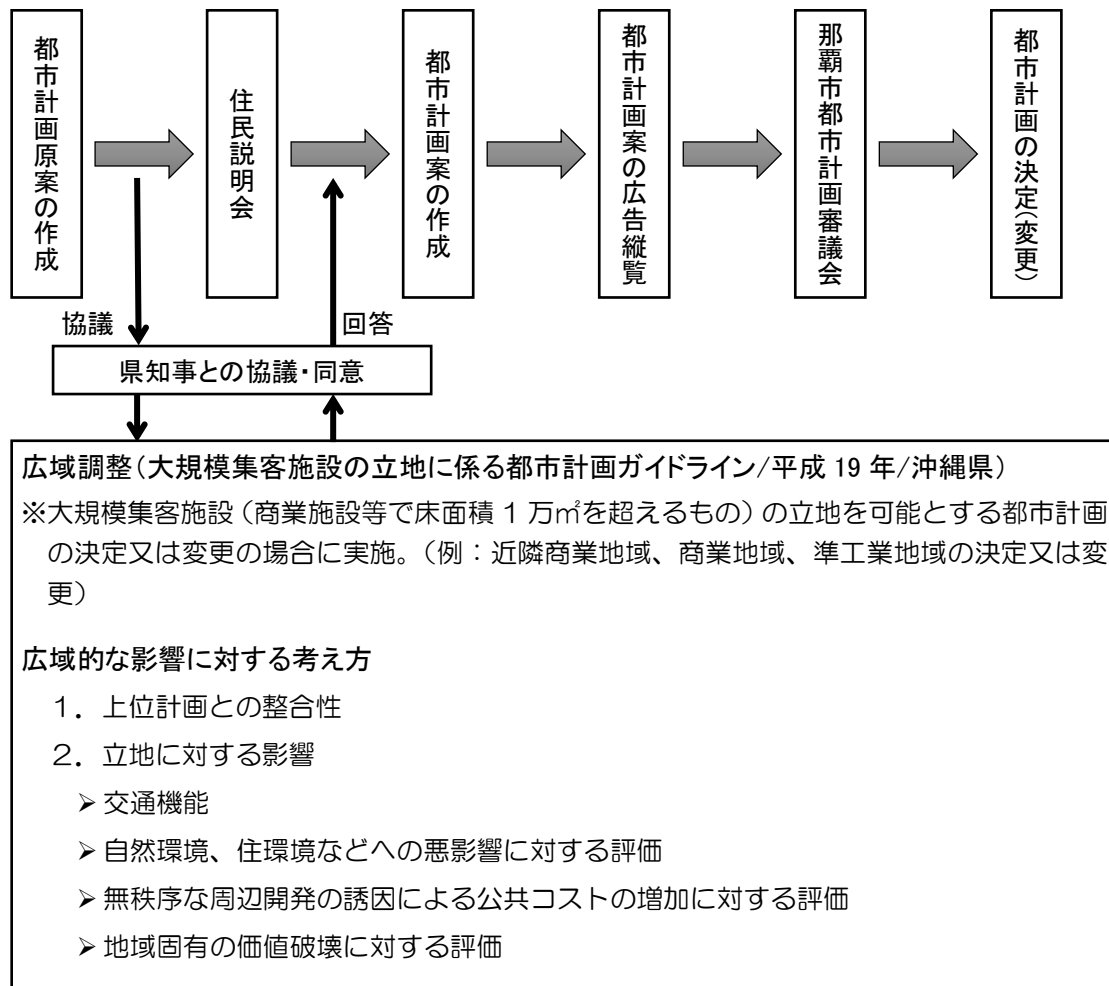 都市計画原案の作成
住民説明会
都市計画案の作成
都市計画案の広告縦覧
那覇市都市計画審議会
都市計画の決定(変更)
協議
回答
県知事との協議・同意
広域調整(大規模集客施設の立地に係る都市計画ガイドライン/平成 19 年/沖縄県)
※大規模集客施設(商業施設等で床面積 1 万㎡を超えるもの)の立地を可能とする都市計画
の決定又は変更の場合に実施。(例:近隣商業地域、商業地域、準工業地域の決定又は変
更)
広域的な影響に対する考え方
1．上位計画との整合性
2．立地に対する影響
➢ 交通機能
➢ 自然環境、住環境などへの悪影響に対する評価
➢ 無秩序な周辺開発の誘因による公共コストの増加に対する評価
➢ 地域固有の価値破壊に対する評価